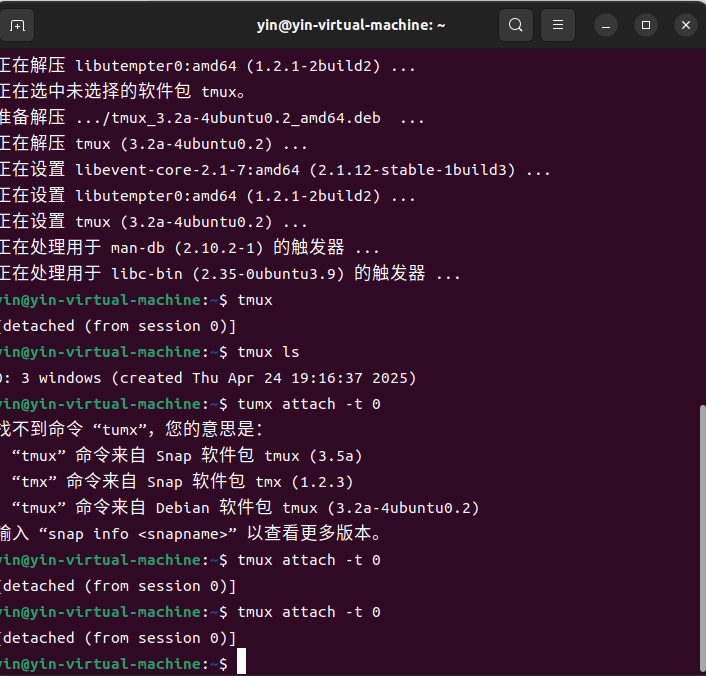 yin@yin-virtual-machine: ~
正在解压 libutempter0:amd64 (1.2.1-2build2) ...
正在选中未选择的软件包 tmux。
准备解压 .../tmux_3.2a-4ubuntu0.2_amd64.deb  ...
正在解压 tmux (3.2a-4ubuntu0.2) ...
正在设置 libevent-core-2.1-7:amd64 (2.1.12-stable-1build3) ...
正在设置 libutempter0:amd64 (1.2.1-2build2) ...
正在设置 tmux (3.2a-4ubuntu0.2) ...
正在处理用于 man-db (2.10.2-1) 的触发器 ...
正在处理用于 libc-bin (2.35-0ubuntu3.9) 的触发器 ...
yin@yin-virtual-machine:~$ tmux
[detached (from session 0)]
yin@yin-virtual-machine:~$ tmux ls
0: 3 windows (created Thu Apr 24 19:16:37 2025)
yin@yin-virtual-machine:~$ tumx attach -t 0
找不到命令 “tumx”，您的意思是：
“tmux” 命令来自 Snap 软件包 tmux (3.5a)
“tmx” 命令来自 Snap 软件包 tmx (1.2.3)
“tmux” 命令来自 Debian 软件包 tmux (3.2a-4ubuntu0.2)
输入 “snap info <snapname>” 以查看更多版本。
yin@yin-virtual-machine:~$ tmux attach -t 0
[detached (from session 0)]
yin@yin-virtual-machine:~$ tmux attach -t 0
[detached (from session 0)]
yin@yin-virtual-machine:~$